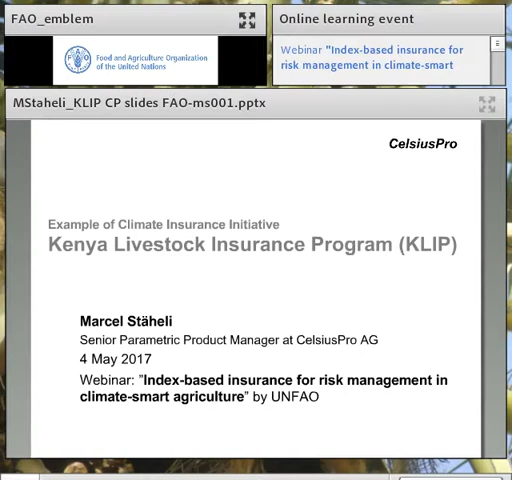 FAO_emblem
Food and Agriculture Organization
of the United Nations
Online learning event
Webinar "Index-based insurance for
risk management in climate-smart
MStaheli_KLIP CP slides FAO-ms001.pptx
CelsiusPro
Example of Climate Insurance Initiative
Kenya Livestock Insurance Program (KLIP)
Marcel Stäheli
Senior Parametric Product Manager at CelsiusPro AG
4 May 2017
Webinar: "Index-based insurance for risk management in
climate-smart agriculture" by UNFAO